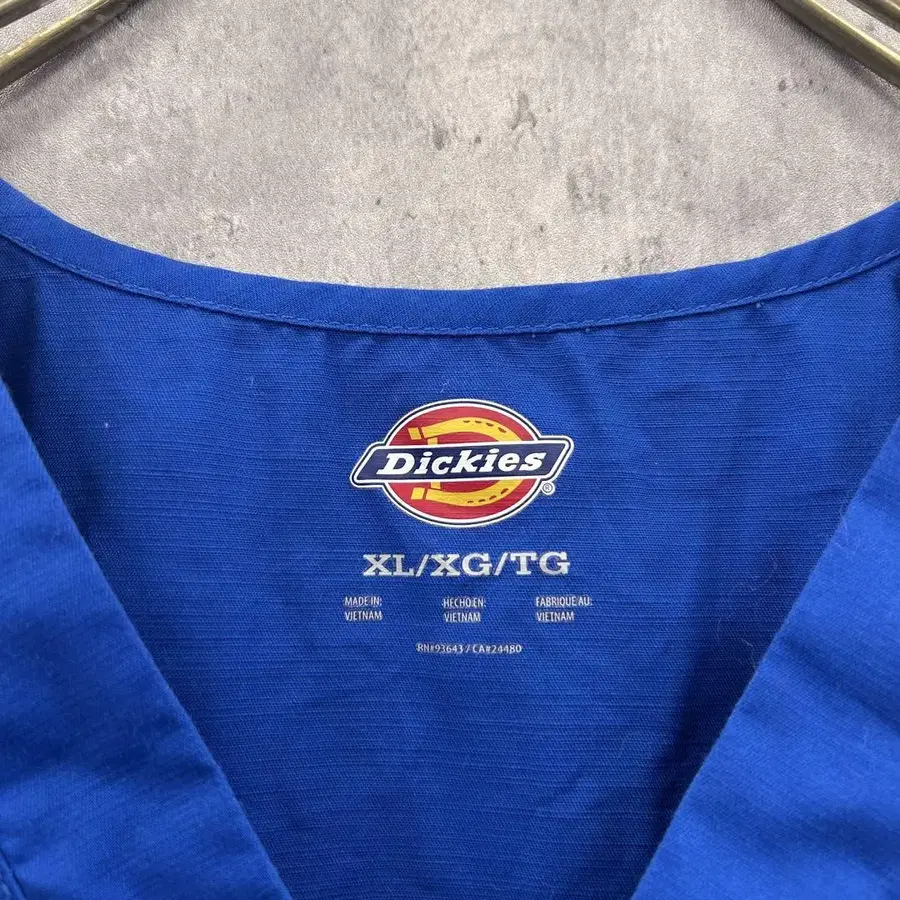 Dickies
®
XL/XG/TG
MADE IN: HECHO EN: FABRIQUE AU:
VIETNAM VIETNAM VIETNAM
RN#93643 / CA#24480